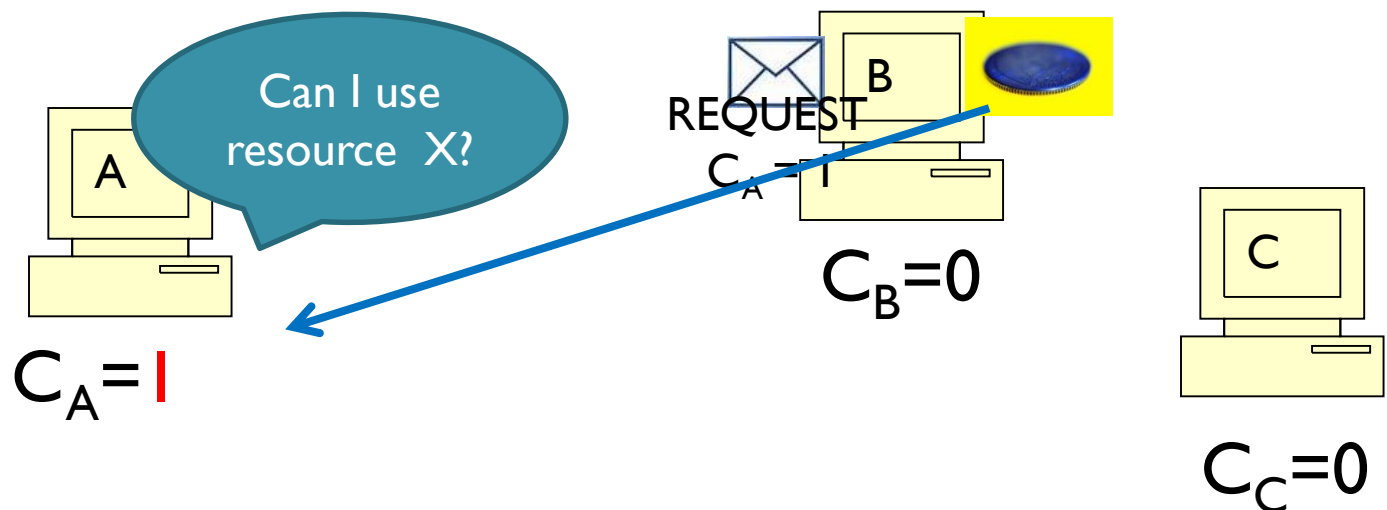 Can I use
resource X?
A
B
REQUEST
C_A = 1
C
C_B=0
C_A=1
C_C=0